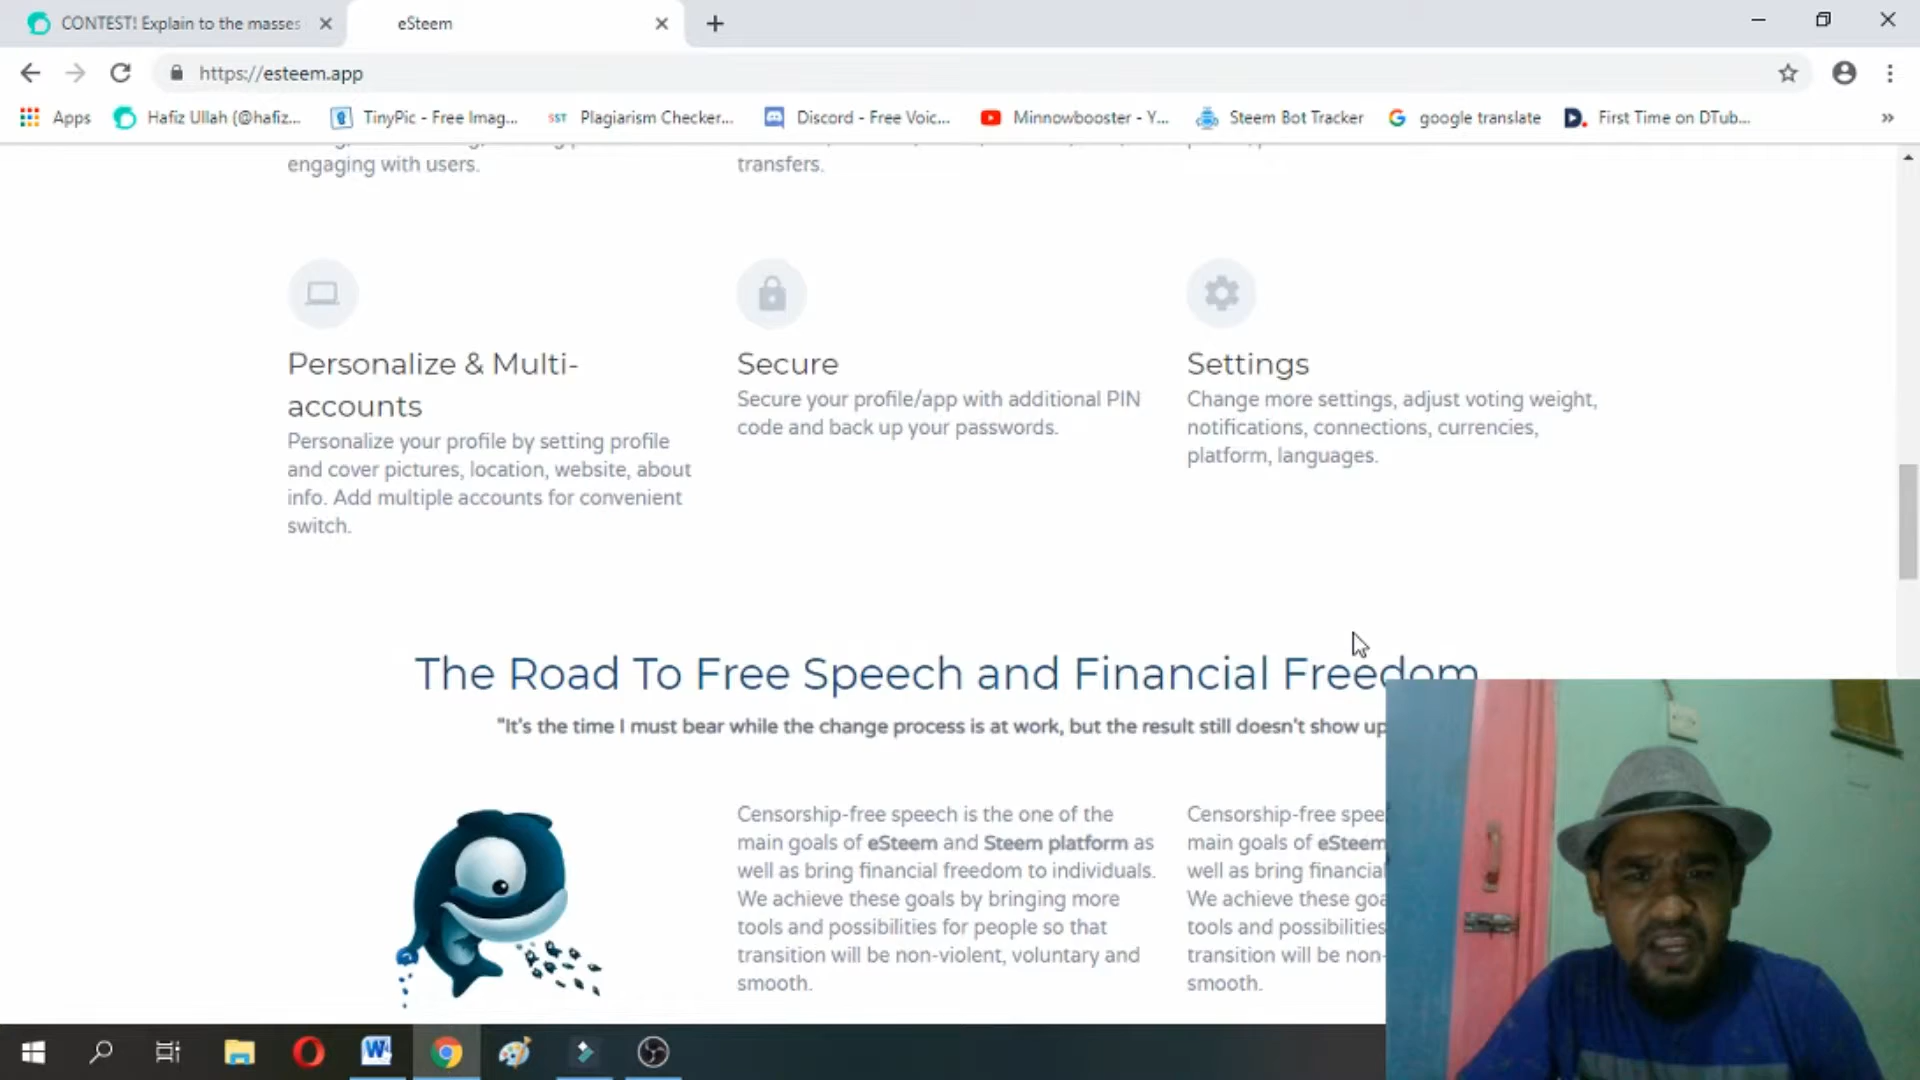 CONTEST! Explain to the masses
eSteem
https://esteem.app
Apps
Hafiz Ullah (@hafiz...
TinyPic - Free Imag...
SST
Plagiarism Checker...
Discord - Free Voic...
Minnowbooster - Y...
Steem Bot Tracker
google translate
First Time on DTub...
engaging with users.
transfers.
Personalize & Multi-
accounts
Personalize your profile by setting profile
and cover pictures, location, website, about
info. Add multiple accounts for convenient
switch.
Secure
Secure your profile/app with additional PIN
code and back up your passwords.
Settings
Change more settings, adjust voting weight,
notifications, connections, currencies,
platform, languages.
The Road To Free Speech and Financial Freedom
"It's the time I must bear while the change process is at work, but the result still doesn't show up
Censorship-free speech is the one of the
main goals of eSteem and Steem platform as
well as bring financial freedom to individuals.
We achieve these goals by bringing more
tools and possibilities for people so that
transition will be non-violent, voluntary and
smooth.
Censorship-free spee
main goals of eSteem
well as bring financial
We achieve these goa
tools and possibilities
transition will be non-
smooth.